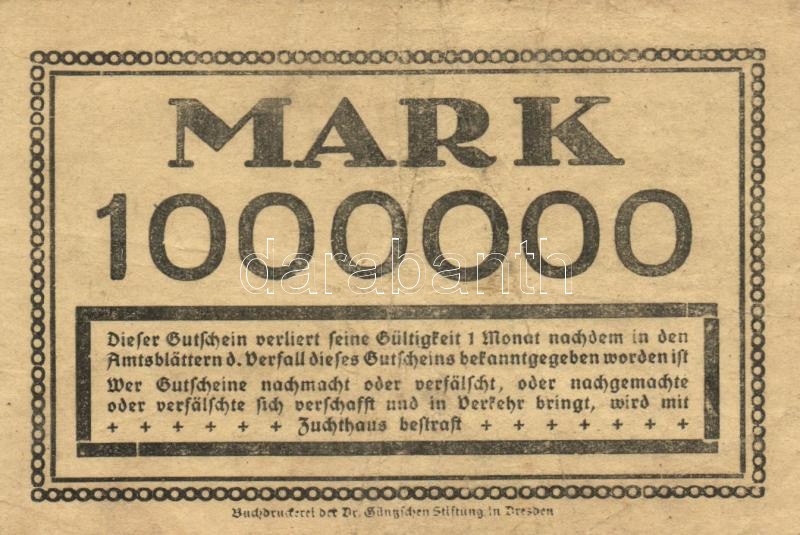 MARK
1000000
darabanth
Dieser Gutschein verliert seine Gültigkeit 1 Monat nachdem in den
Amtsblättern d. Verfall dieses Gutscheins bekanntgegeben worden ist
Wer Gutscheine nachmacht oder verfälscht, oder nachgemachte
oder verfälschte sich verschafft und in Verkehr bringt, wird mit
+ + + + + + Zuchthaus bestraft + + + + + + +
Buchdruckerei der Dr. Güntzschen Stiftung in Dresden